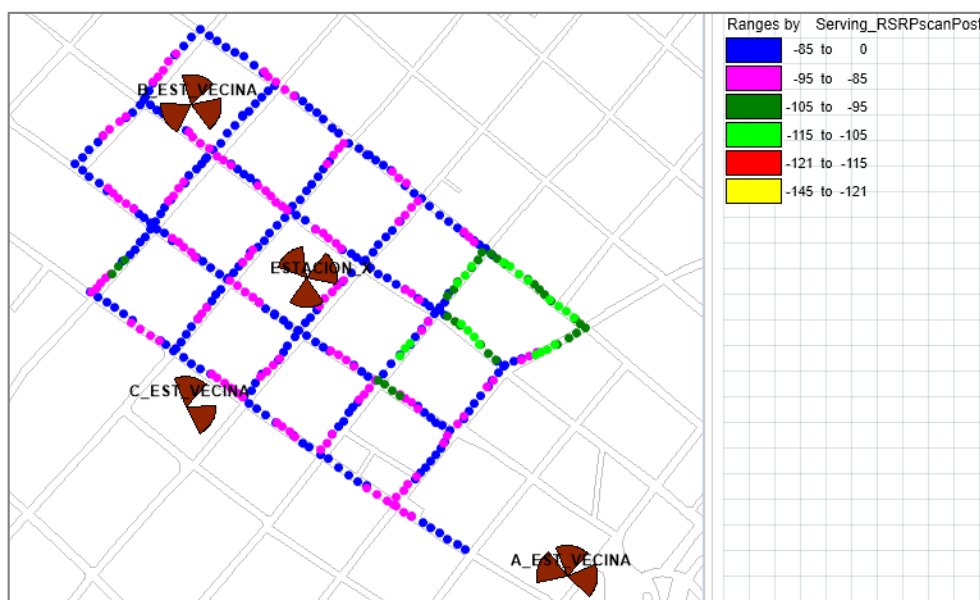 Ranges by Serving_RSRPscanPost
-85 to 0
-95 to -85
-105 to -95
-115 to -105
-121 to -115
-145 to -121
B_EST_VECINA
ESTACION_X
C_EST_VECINA
A_EST_VECINA